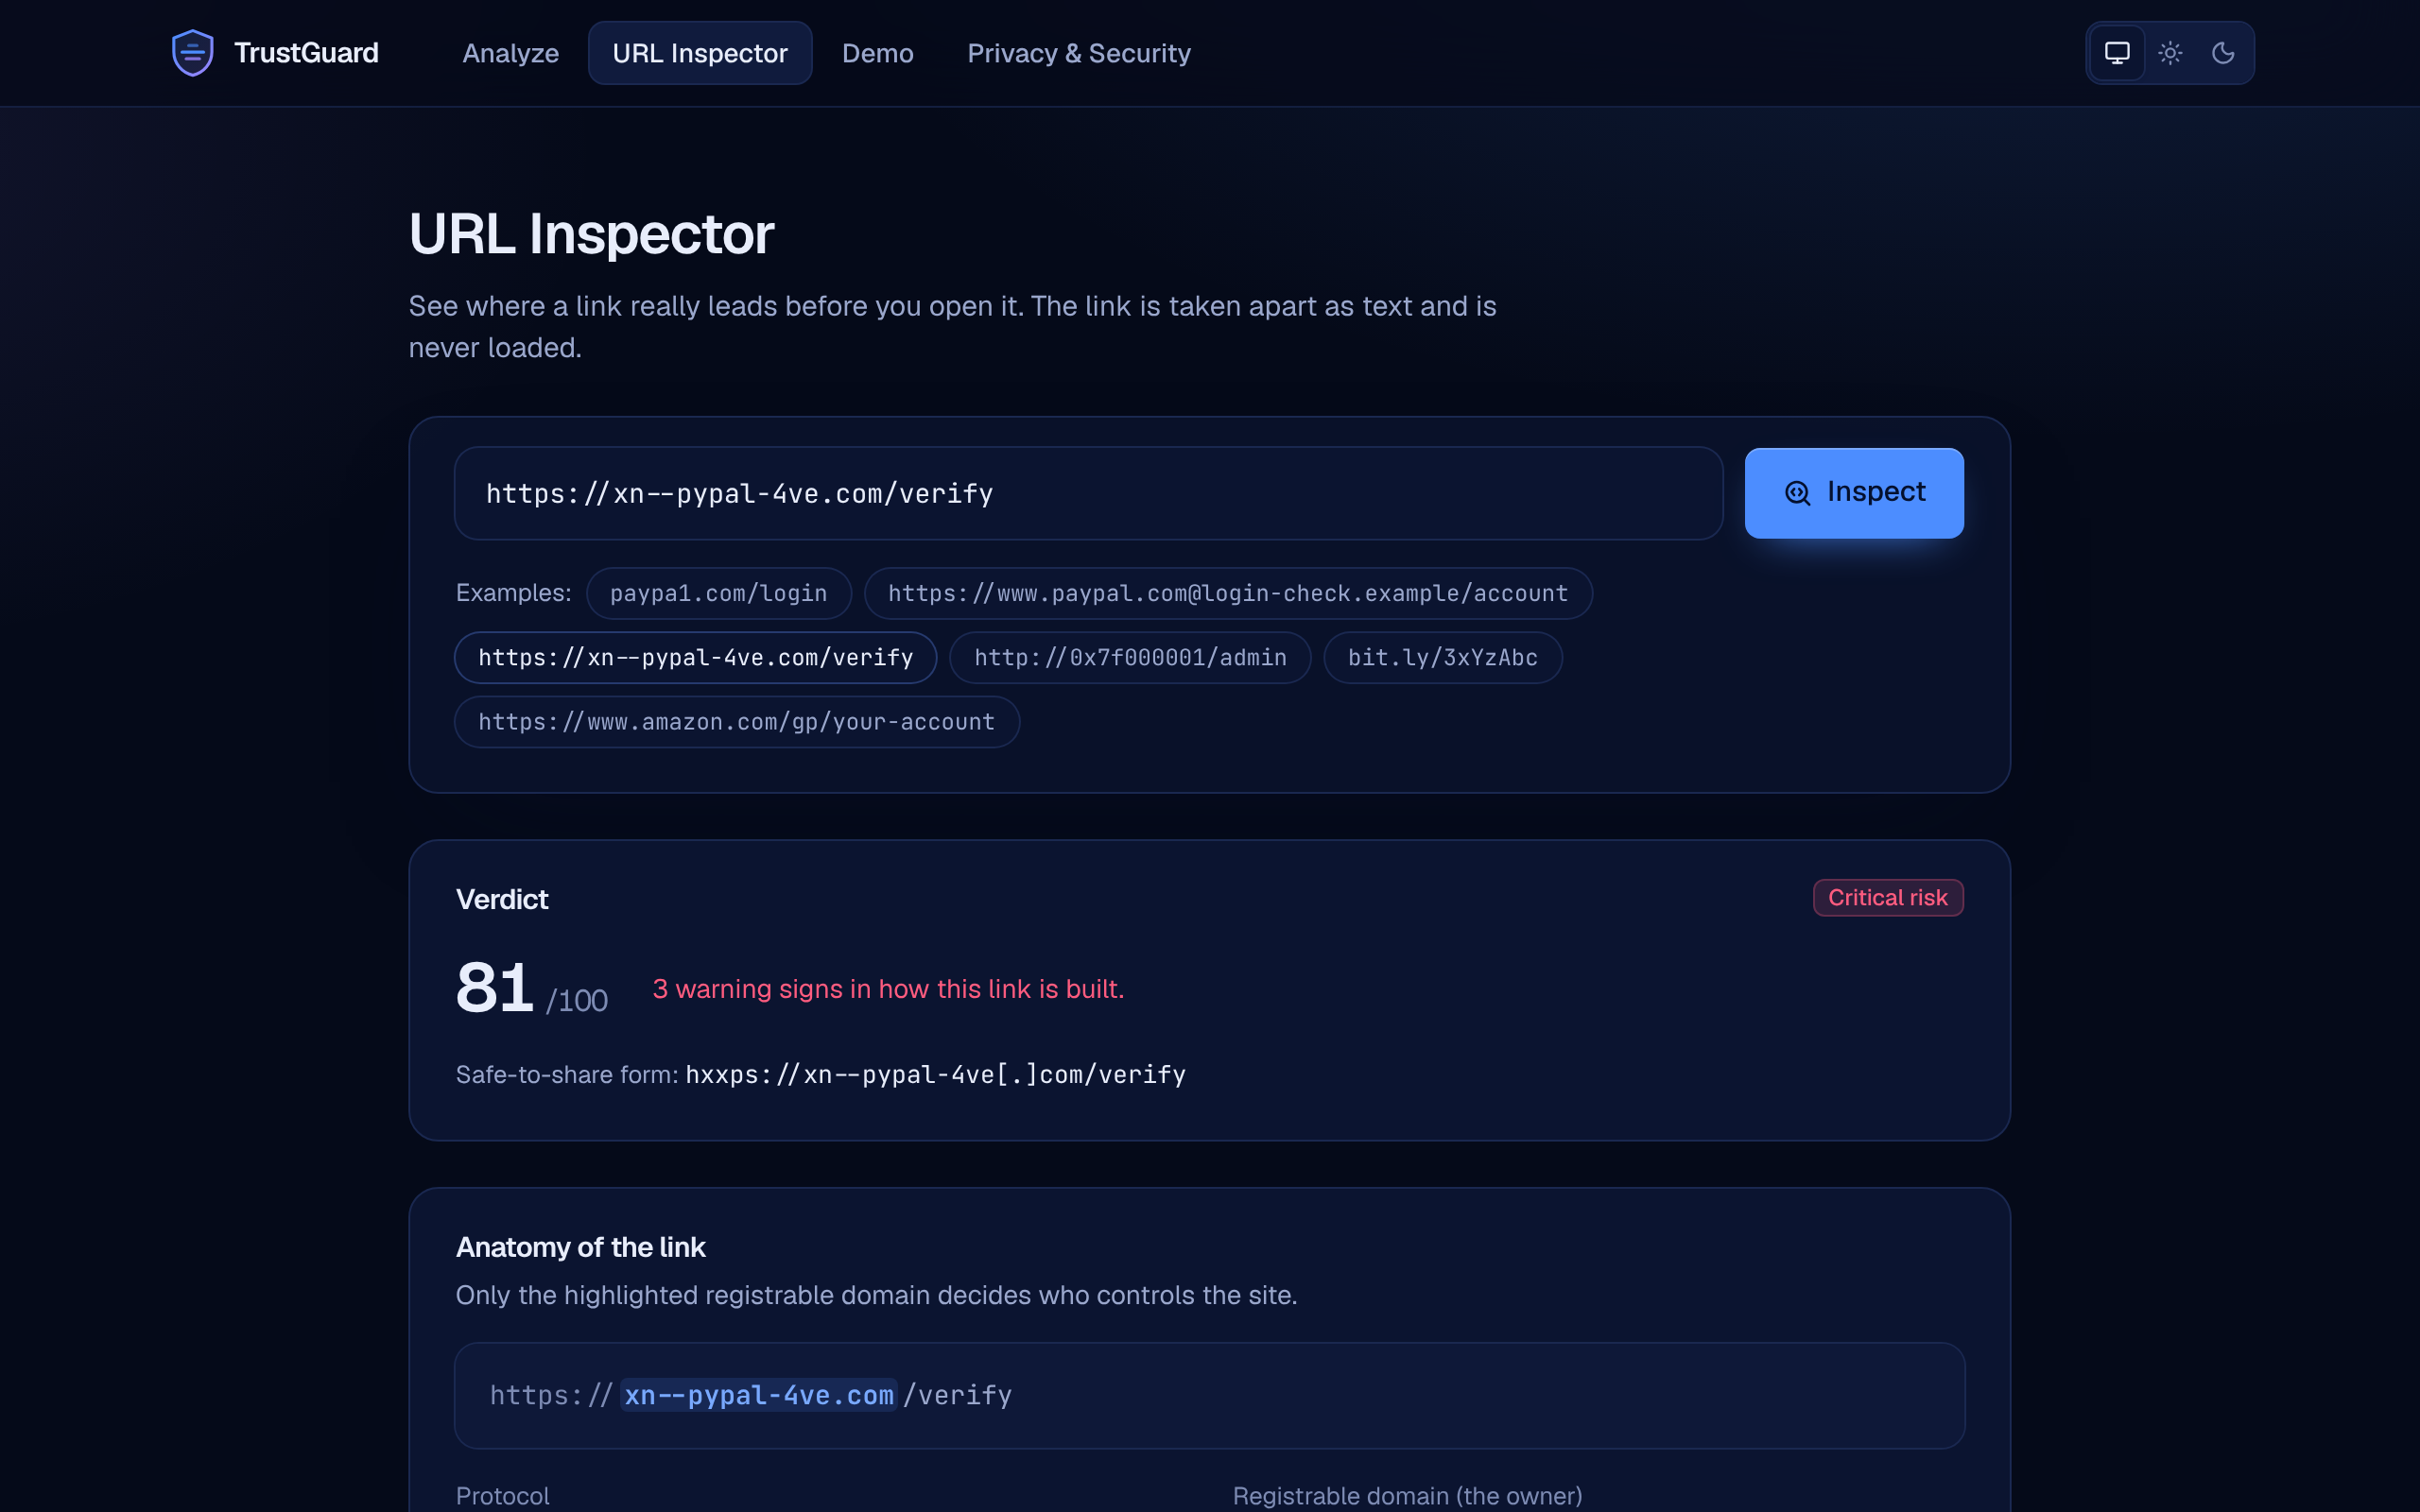 TrustGuard
Analyze
URL Inspector
Demo
Privacy & Security
URL Inspector
See where a link really leads before you open it. The link is taken apart as text and is
never loaded.
https://xn--pypal-4ve.com/verify
Inspect
Examples: paypa1.com/login https://www.paypal.com@login-check.example/account
https://xn--pypal-4ve.com/verify http://0x7f000001/admin bit.ly/3xYzAbc
https://www.amazon.com/gp/your-account
Verdict
Critical risk
81 /100 3 warning signs in how this link is built.
Safe-to-share form: hxxps://xn--pypal-4ve[.]com/verify
Anatomy of the link
Only the highlighted registrable domain decides who controls the site.
https://xn--pypal-4ve.com/verify
Protocol
Registrable domain (the owner)